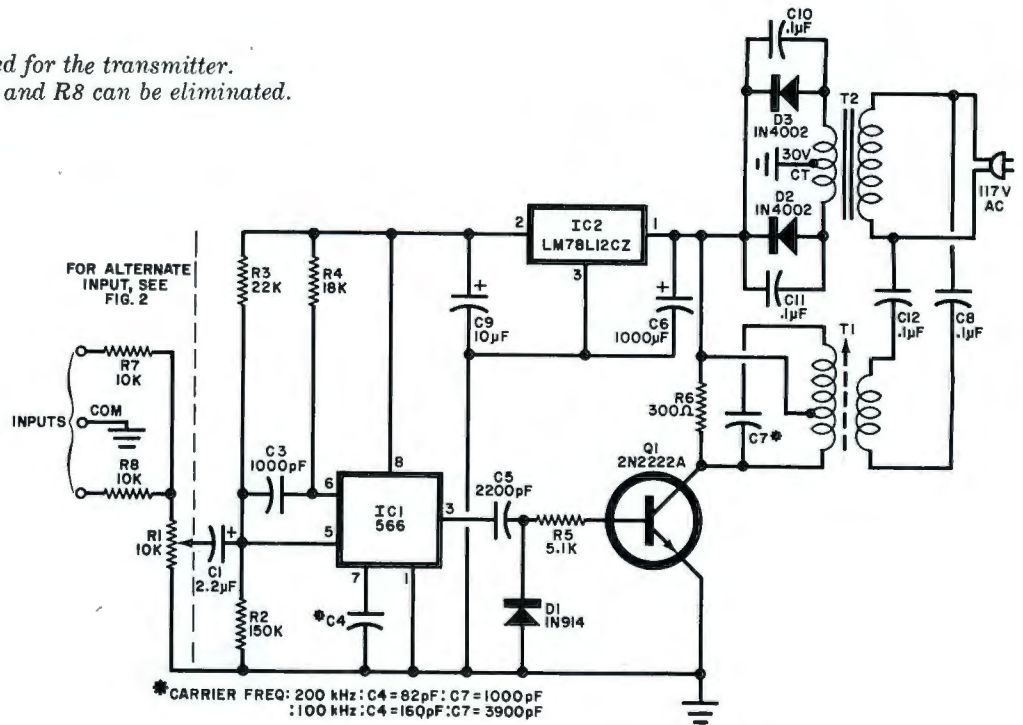 ed for the transmitter.
and R8 can be eliminated.
C10
.1µF
D3
1N4002
T2
30V
CT
117V
AC
D2
1N4002
C11
.1µF
C12
.1µF
C8
.1µF
IC2
LM78L12CZ
2
1
3
FOR ALTERNATE
INPUT, SEE
FIG. 2
R3
22K
R4
18K
C9
10µF
+
C6
1000µF
+
T1
R6
300Ω
C7*
R7
10K
INPUTS
COM
R8
10K
R1
10K
C1
2.2µF
+
C3
1000pF
6
8
5
IC1
566
3
7
1
C5
2200pF
R5
5.1K
Q1
2N2222A
*C4
D1
1N914
R2
150K
*CARRIER FREQ: 200 kHz: C4=82pF: C7=1000pF
:100 kHz: C4=160pF: C7=3900pF